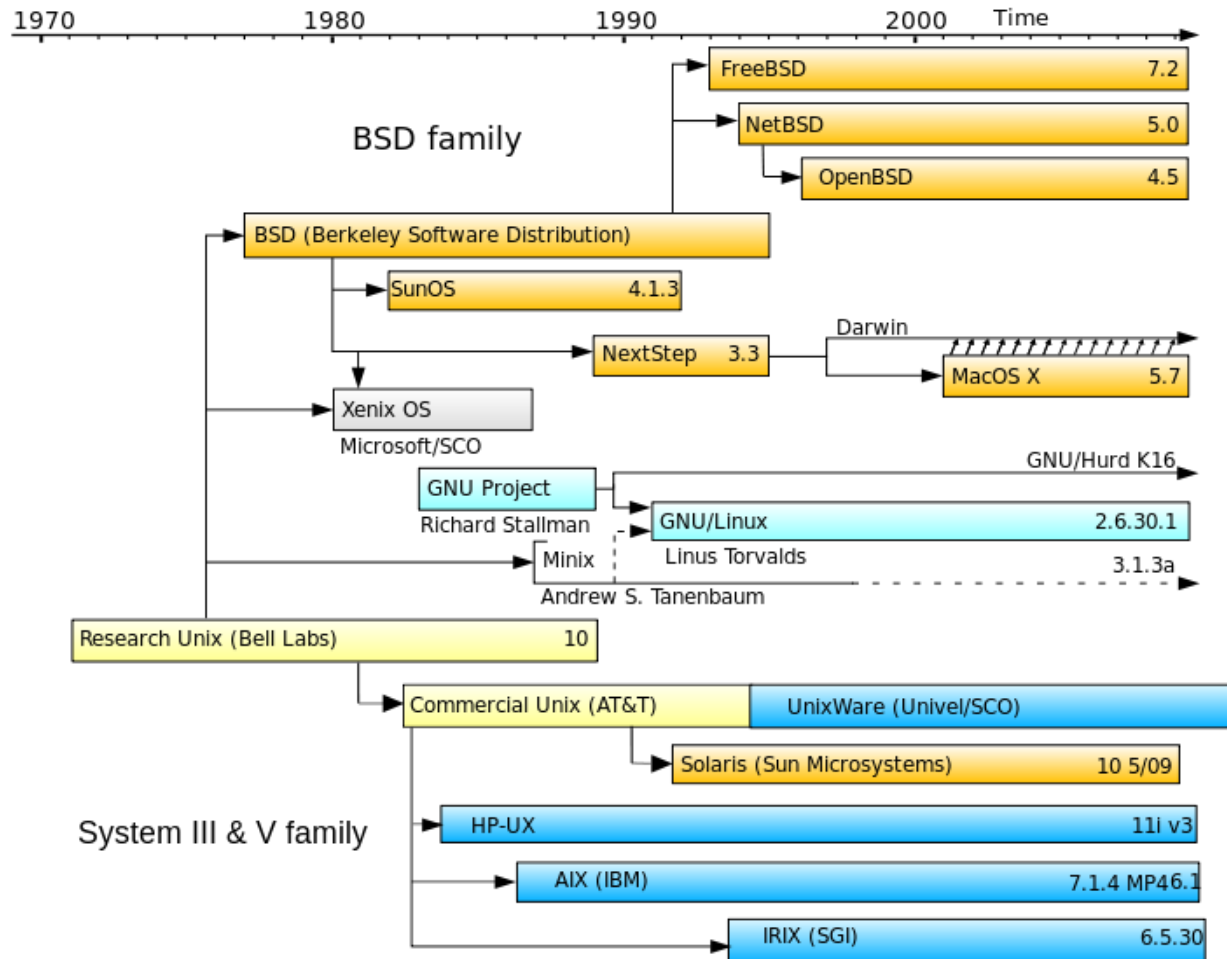 1970 1980 1990 2000 Time
FreeBSD 7.2
NetBSD 5.0
BSD family
OpenBSD 4.5
BSD (Berkeley Software Distribution)
SunOS 4.1.3
Darwin
NextStep 3.3
MacOS X 5.7
Xenix OS
Microsoft/SCO
GNU/Hurd K16
GNU Project
Richard Stallman
GNU/Linux 2.6.30.1
Linus Torvalds
Minix 3.1.3a
Andrew S. Tanenbaum
Research Unix (Bell Labs) 10
Commercial Unix (AT&T) UnixWare (Univel/SCO)
Solaris (Sun Microsystems) 10 5/09
System III & V family
HP-UX 11i v3
AIX (IBM) 7.1.4 MP46.1
IRIX (SGI) 6.5.30